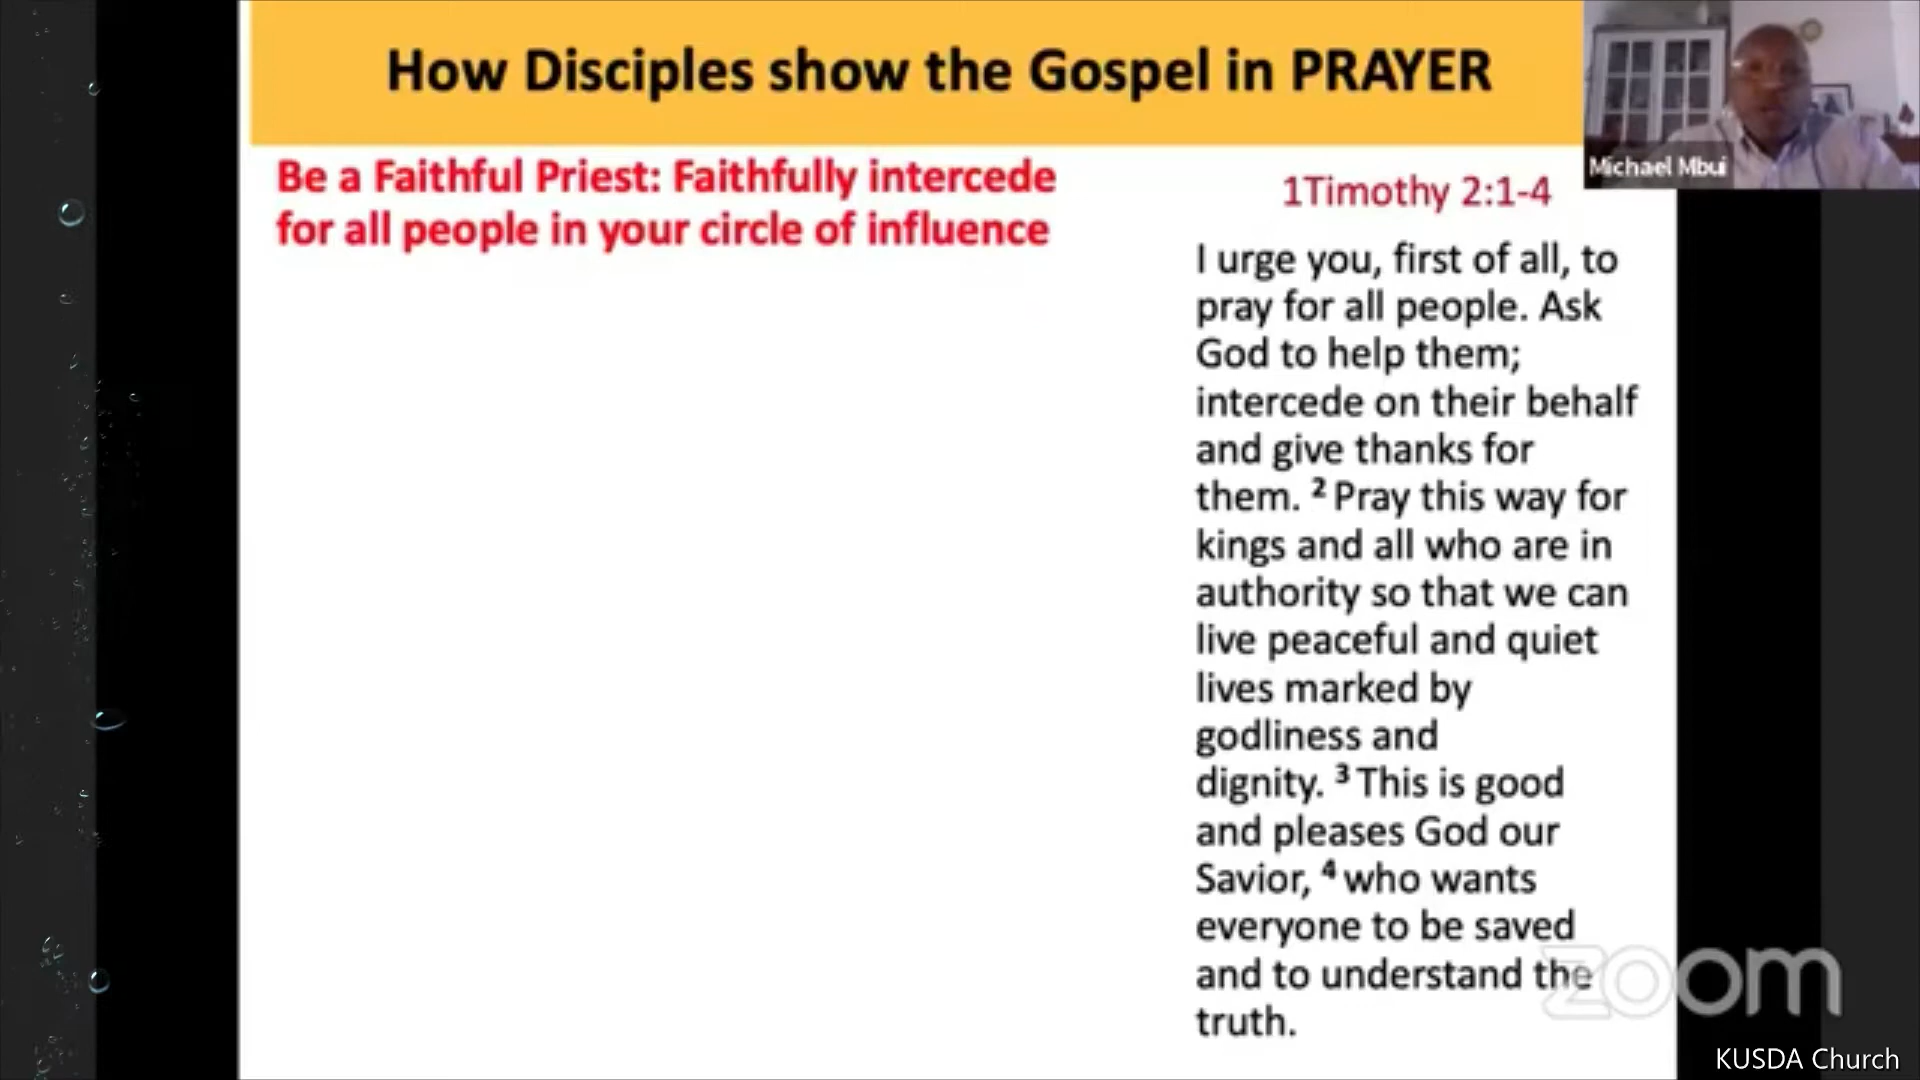 How Disciples show the Gospel in PRAYER
Michael Mbui
Be a Faithful Priest: Faithfully intercede
for all people in your circle of influence
1Timothy 2:1-4
I urge you, first of all, to
pray for all people. Ask
God to help them;
intercede on their behalf
and give thanks for
them. ² Pray this way for
kings and all who are in
authority so that we can
live peaceful and quiet
lives marked by
godliness and
dignity. ³ This is good
and pleases God our
Savior, ⁴ who wants
everyone to be saved
and to understand the
truth.
zoom
KUSDA Church